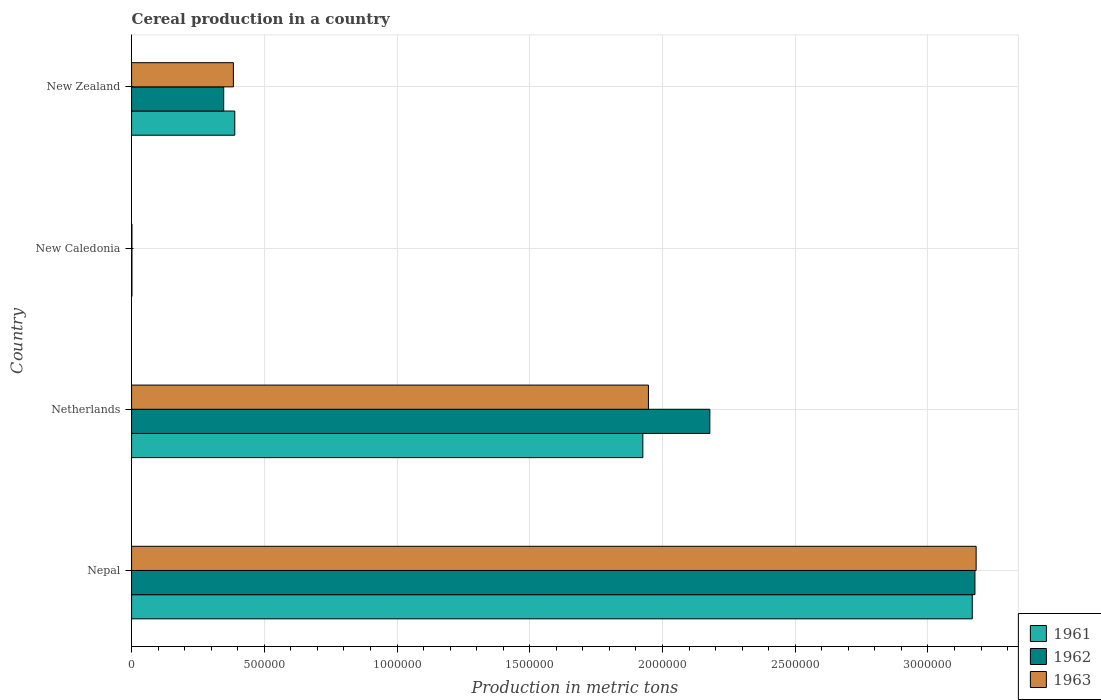 Cereal production in a country
New Zealand
New Caledonia
Netherlands
Nepal
Country
500000
1000000
1500000
2000000
2500000
3000000
Production in metric tons
1961
1962
1963